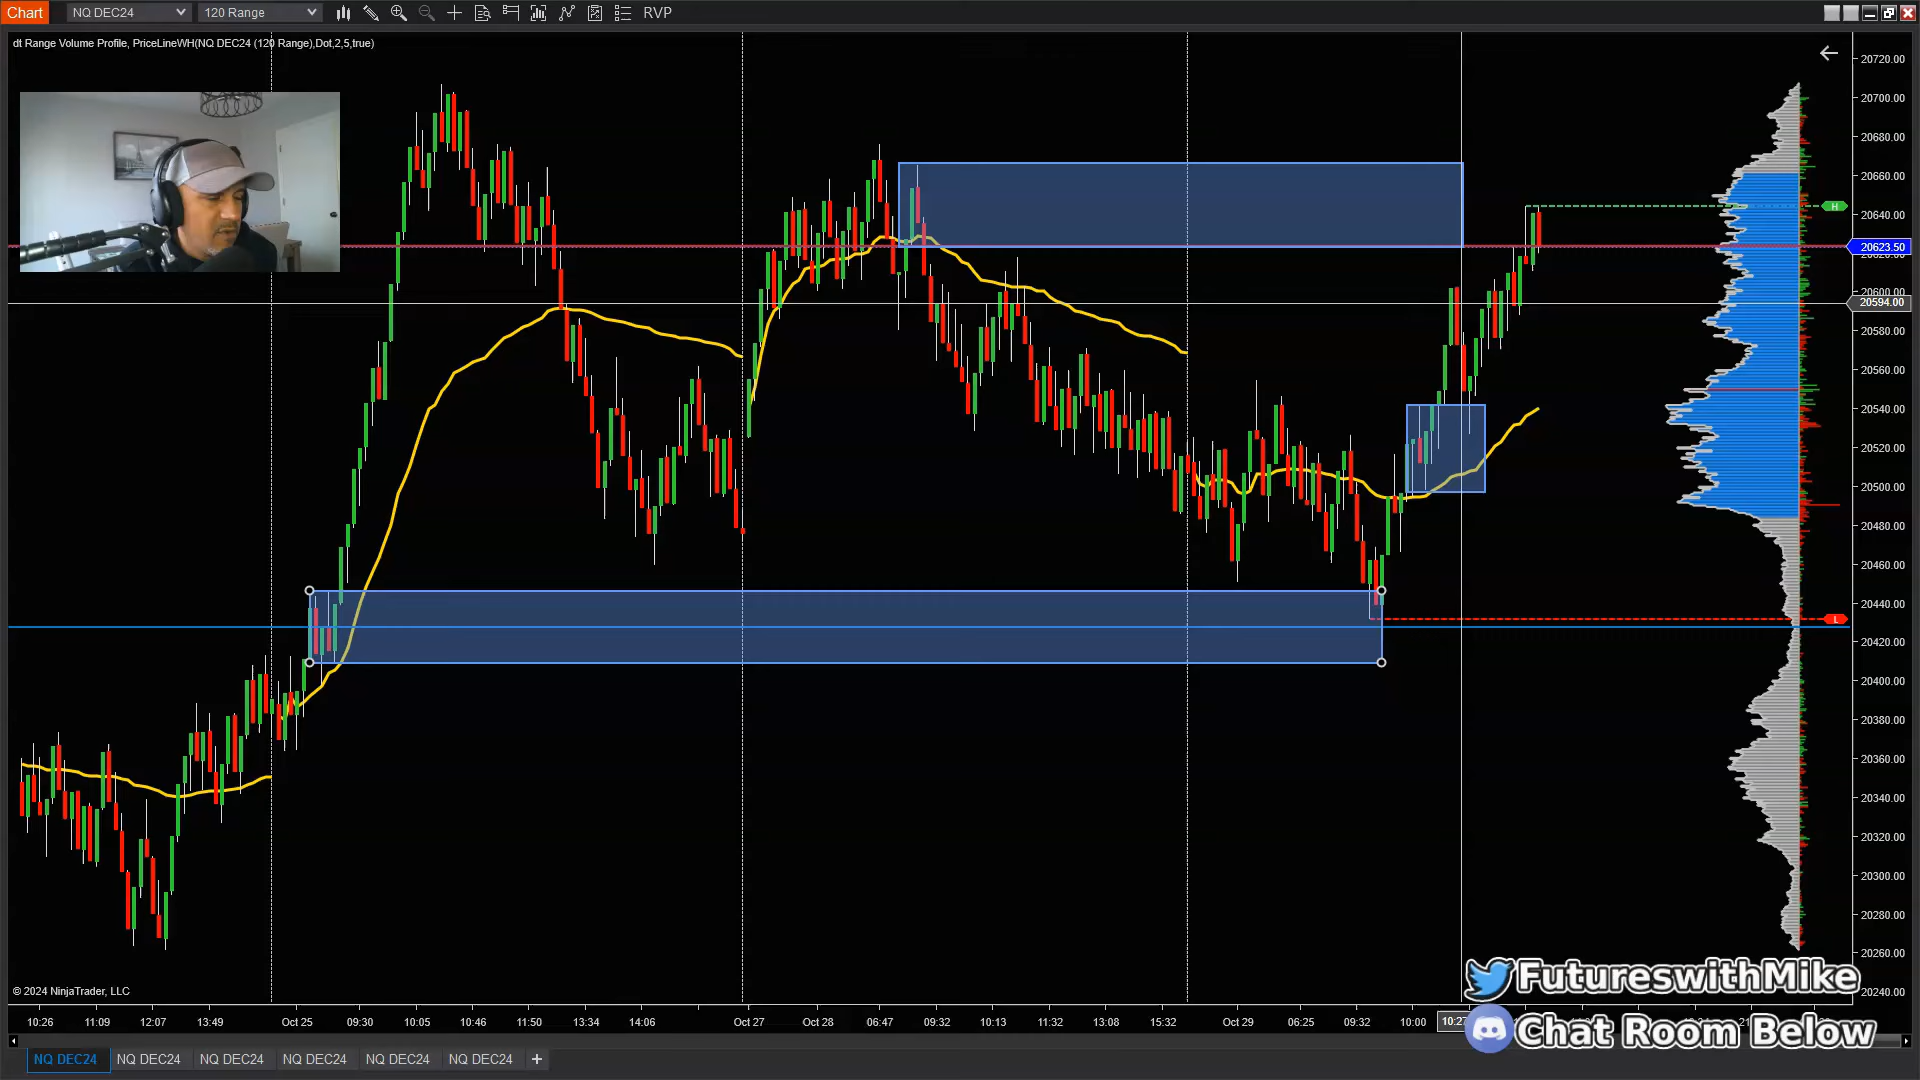 Chart NQ DEC24 120 Range RVP
dt Range Volume Profile, PriceLineWH(NQ DEC24 (120 Range),Dot,2,5,true)
20720.00
20700.00
20680.00
20660.00
H
20640.00
20623.50
20600.00
20594.00
20580.00
20560.00
20540.00
20520.00
20500.00
20480.00
20460.00
20440.00
L
20420.00
20400.00
20380.00
20360.00
20340.00
20320.00
20300.00
20280.00
20260.00
20240.00
FutureswithMike
© 2024 NinjaTrader, LLC
10:26 11:09 12:07 13:49 Oct 25 09:30 10:05 10:46 11:50 13:34 14:06 Oct 27 Oct 28 06:47 09:32 10:13 11:32 13:08 15:32 Oct 29 06:25 09:32 10:00 10:27
Chat Room Below
NQ DEC24 NQ DEC24 NQ DEC24 NQ DEC24 NQ DEC24 NQ DEC24 +